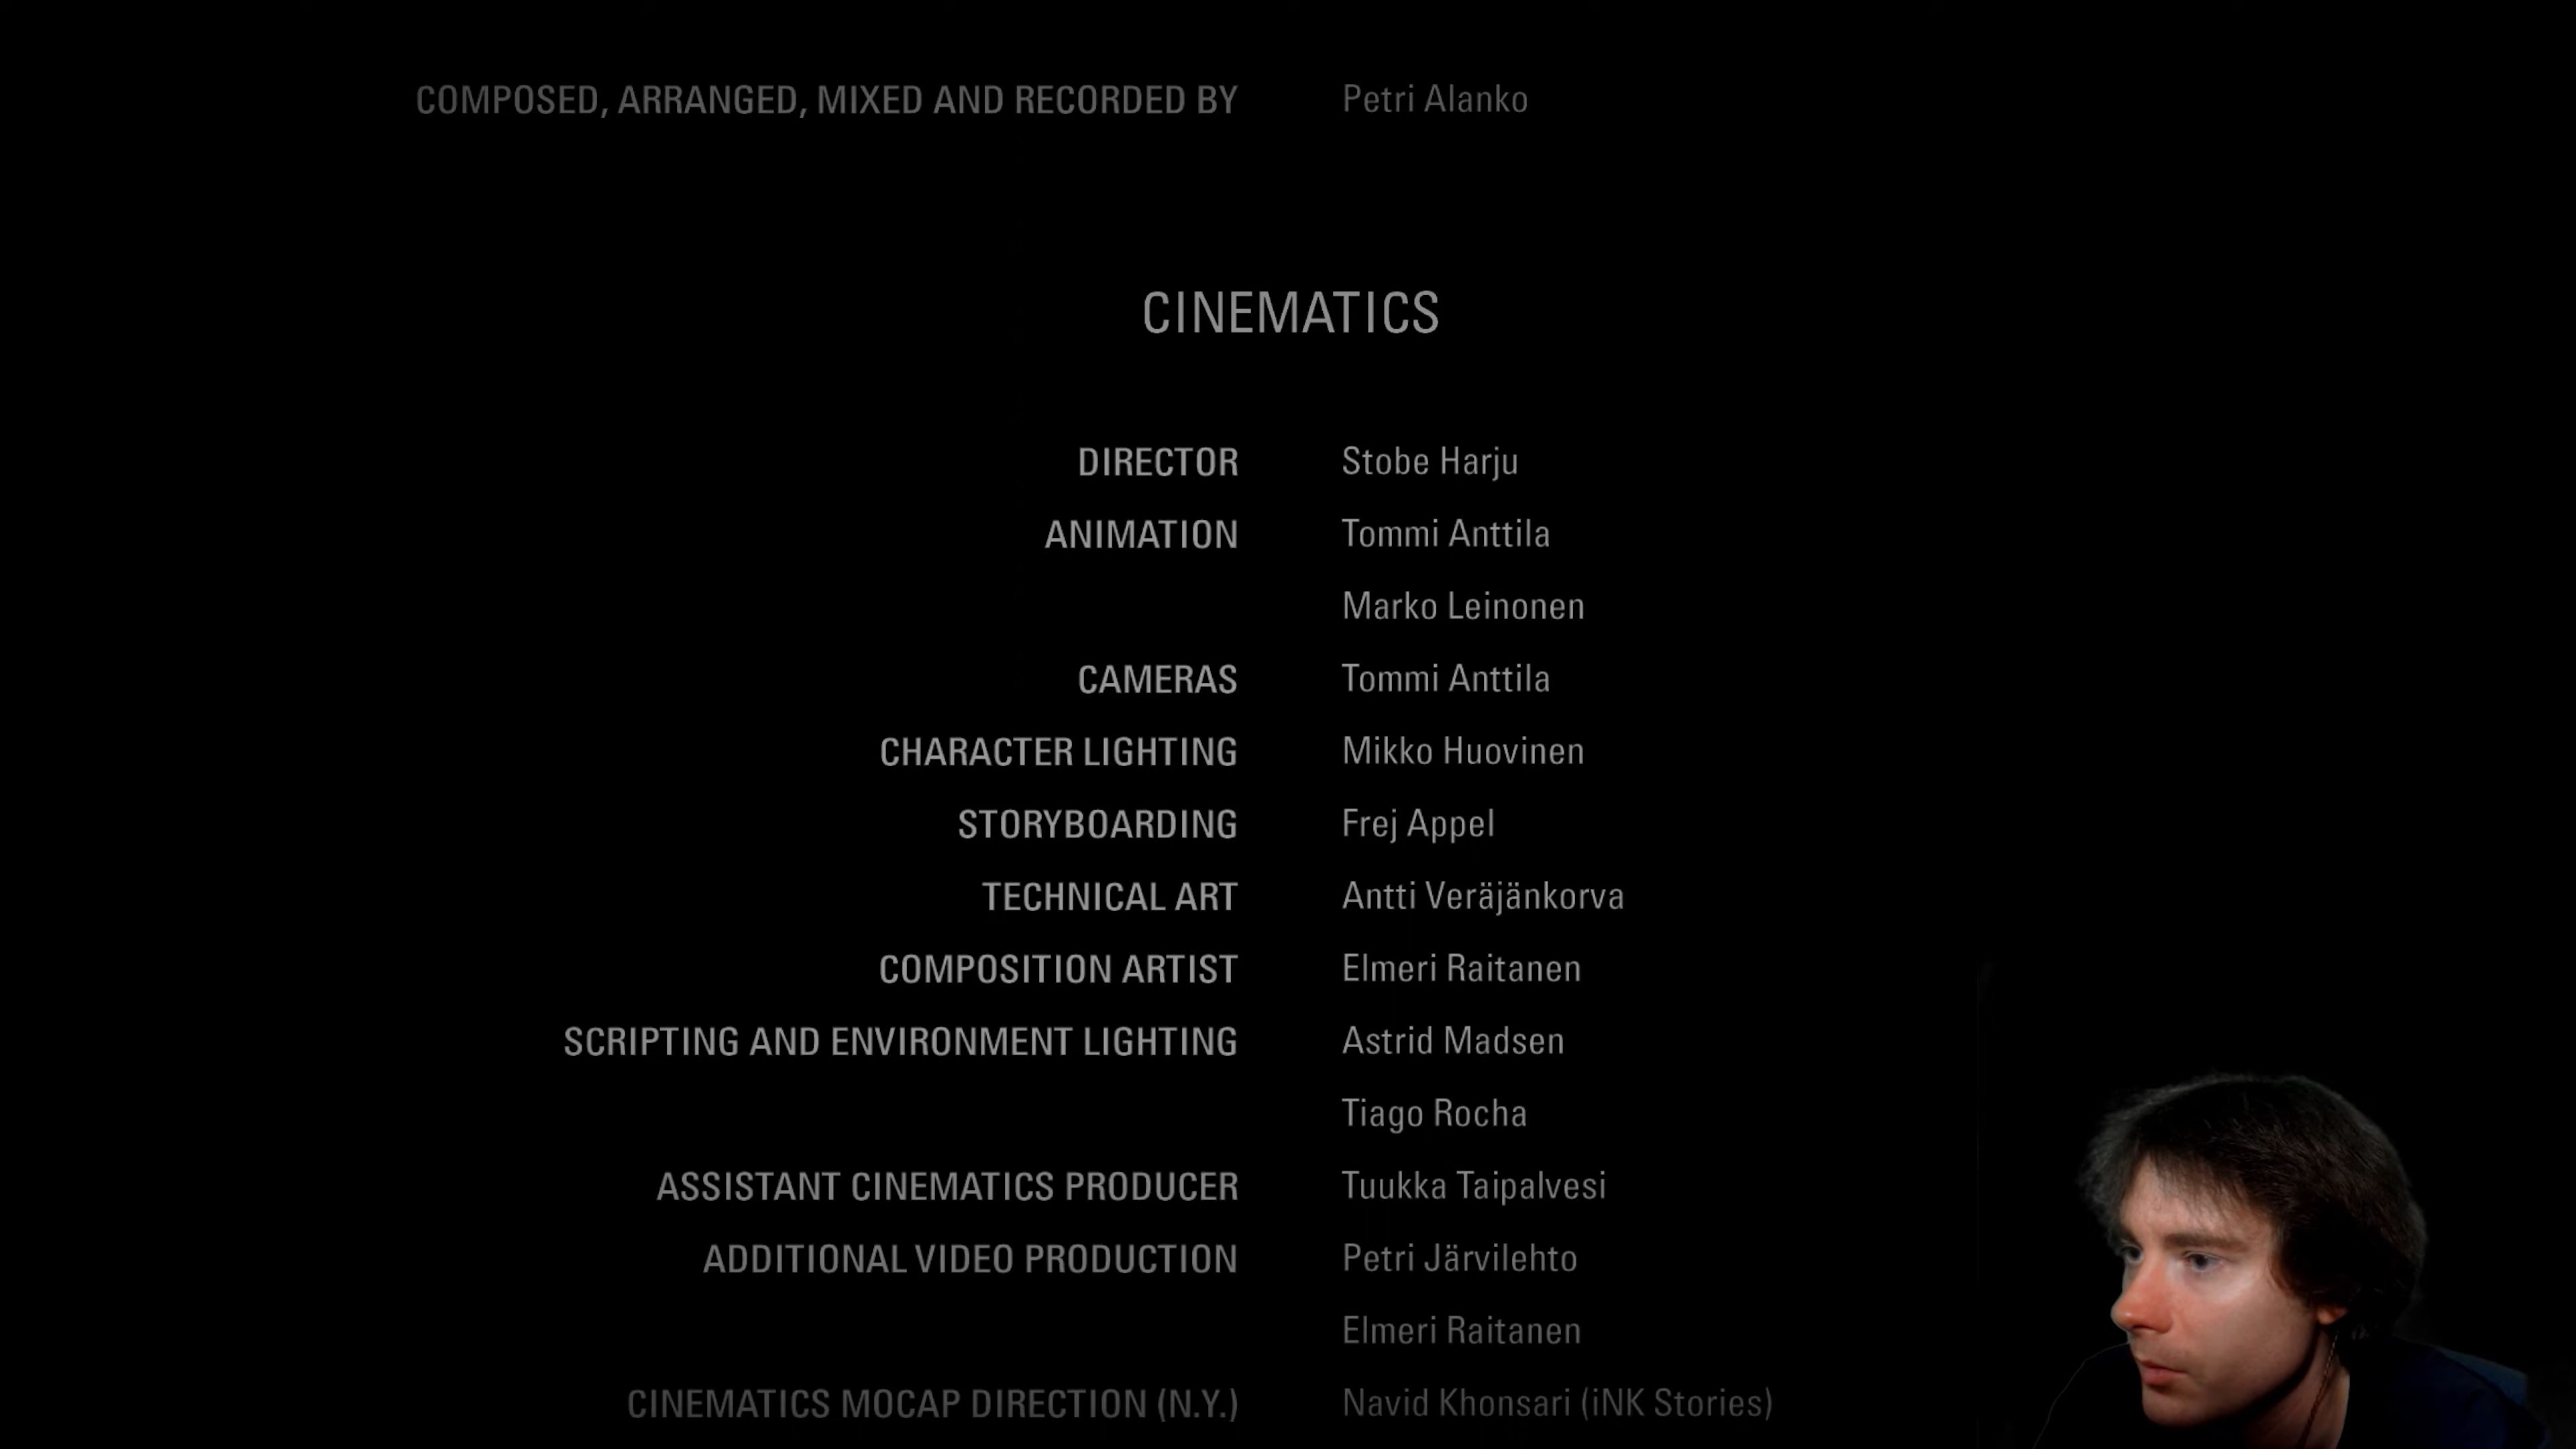 COMPOSED, ARRANGED, MIXED AND RECORDED BY Petri Alanko
CINEMATICS
DIRECTOR Stobe Harju
ANIMATION Tommi Anttila
Marko Leinonen
CAMERAS Tommi Anttila
CHARACTER LIGHTING Mikko Huovinen
STORYBOARDING Frej Appel
TECHNICAL ART Antti Veräjänkorva
COMPOSITION ARTIST Elmeri Raitanen
SCRIPTING AND ENVIRONMENT LIGHTING Astrid Madsen
Tiago Rocha
ASSISTANT CINEMATICS PRODUCER Tuukka Taipalvesi
ADDITIONAL VIDEO PRODUCTION Petri Järvilehto
Elmeri Raitanen
CINEMATICS MOCAP DIRECTION (N.Y.) Navid Khonsari (iNK Stories)